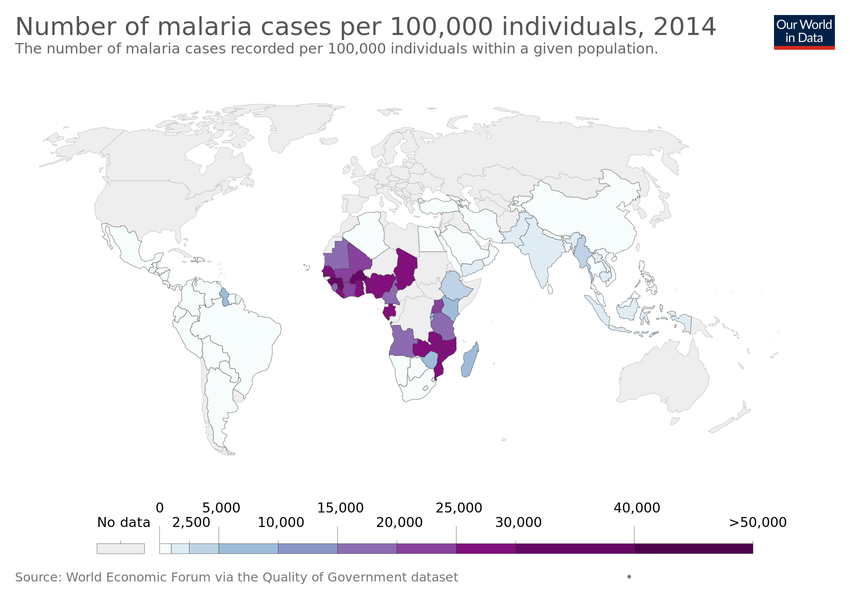 Number of malaria cases per 100,000 individuals, 2014
The number of malaria cases recorded per 100,000 individuals within a given population.
Our World
in Data
0 5,000 15,000 25,000 40,000
No data 2,500 10,000 20,000 30,000 >50,000
Source: World Economic Forum via the Quality of Government dataset •